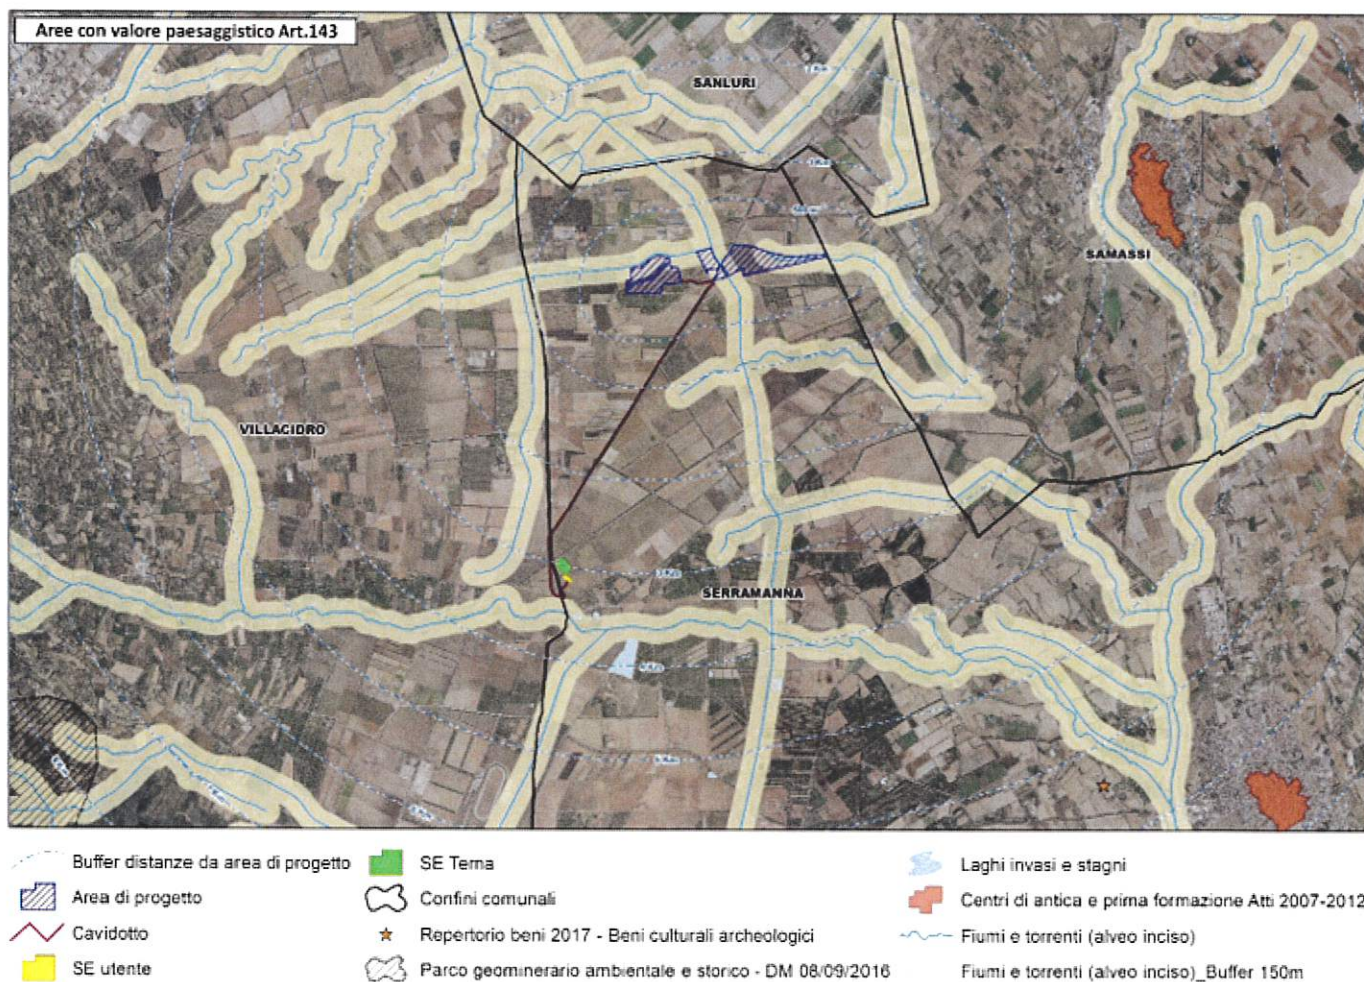 Aree con valore paesaggistico Art.143
SANLURI
SAMASSI
VILLACIDRO
SERRAMANNA
Buffer distanze da area di progetto
Area di progetto
Cavidotto
SE utente
SE Terna
Confini comunali
Repertorio beni 2017 - Beni culturali archeologici
Parco geominerario ambientale e storico - DM 08/09/2016
Laghi invasi e stagni
Centri di antica e prima formazione Atti 2007-2012
Fiumi e torrenti (alveo inciso)
Fiumi e torrenti (alveo inciso)_Buffer 150m